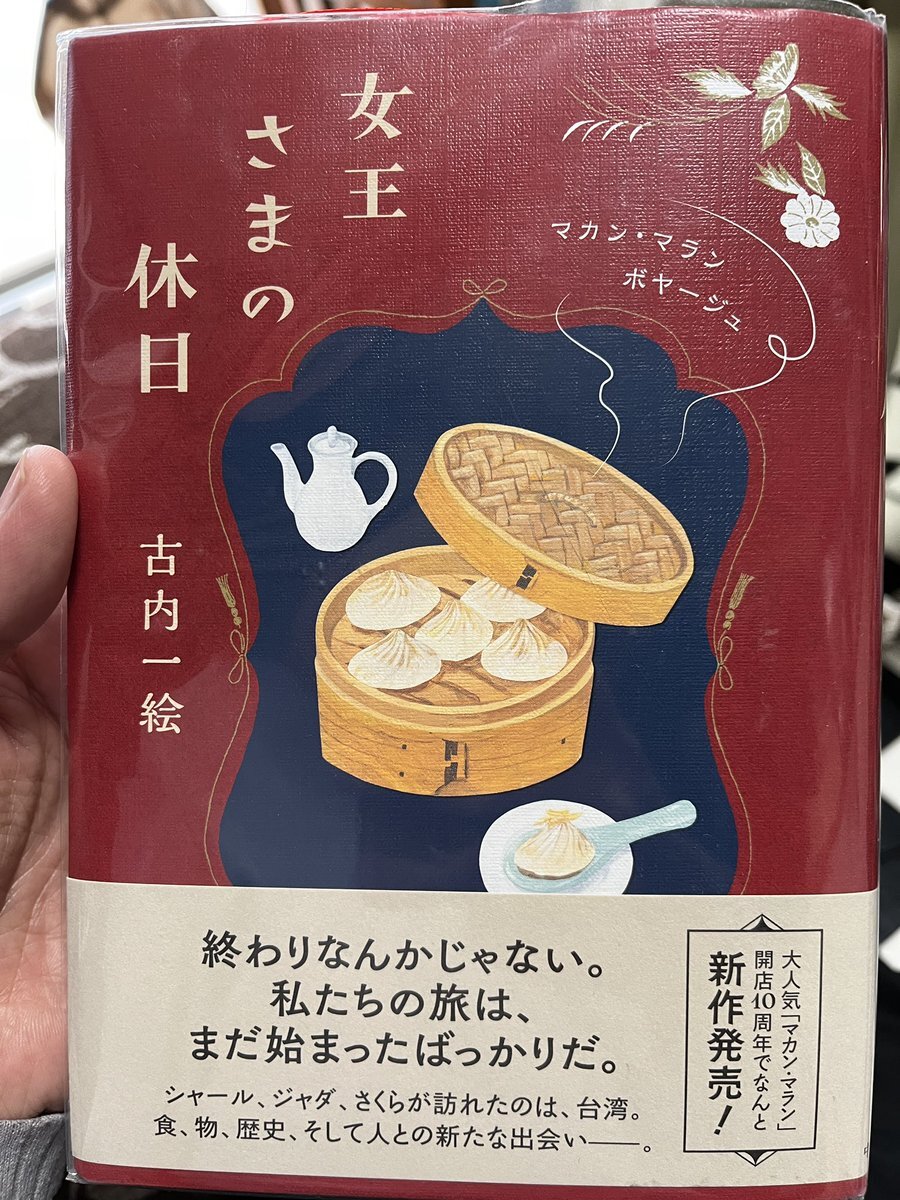 女王
さまの
休日
マカン・マラン
ボヤージュ
古内一絵
終わりなんかじゃない。
私たちの旅は、
まだ始まったばっかりだ。
シャール、ジャダ、さくらが訪れたのは、台湾。
食、物、歴史、そして人との新たな出会い――。
大人気「マカン・マラン」
開店10周年でなんと
新作発売!